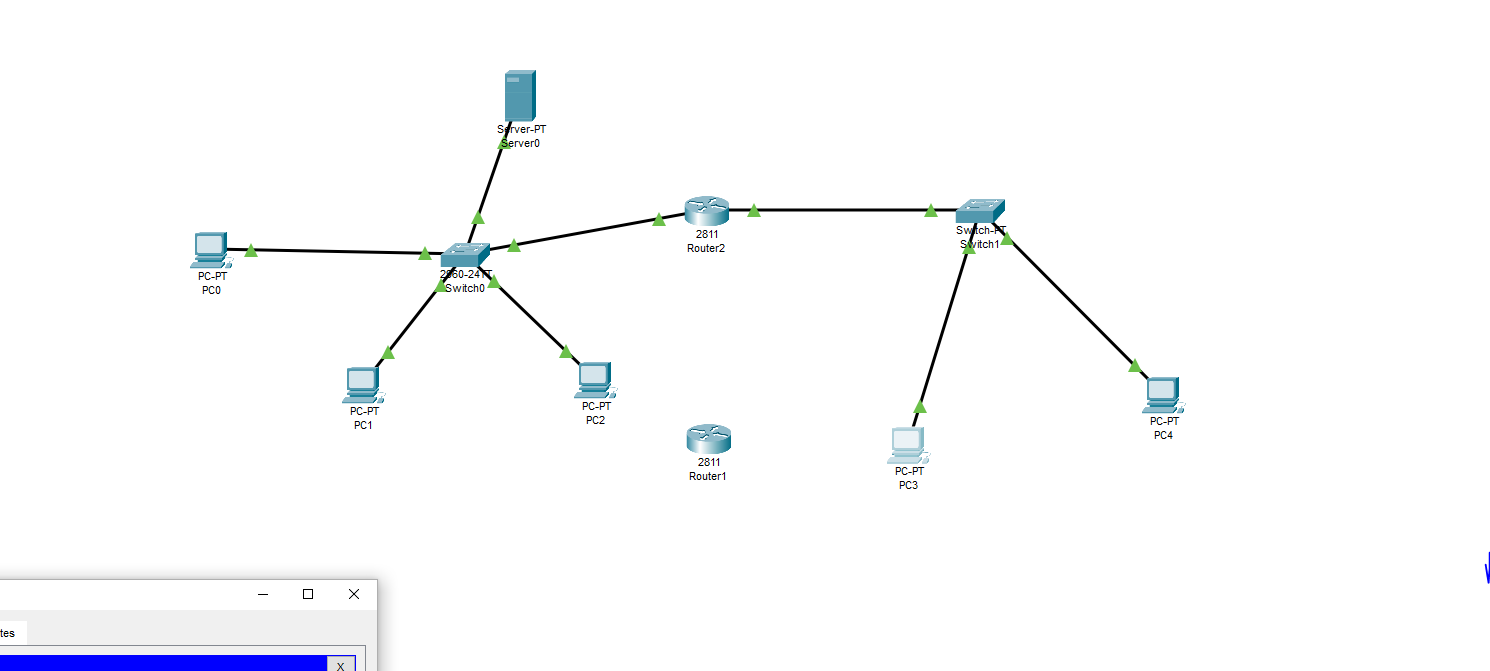 Server-PT
Server0
2811
Router2
Switch-PT
Switch1
PC-PT
PC0
2960-24TT
Switch0
PC-PT
PC1
PC-PT
PC2
2811
Router1
PC-PT
PC3
PC-PT
PC4
tes
X